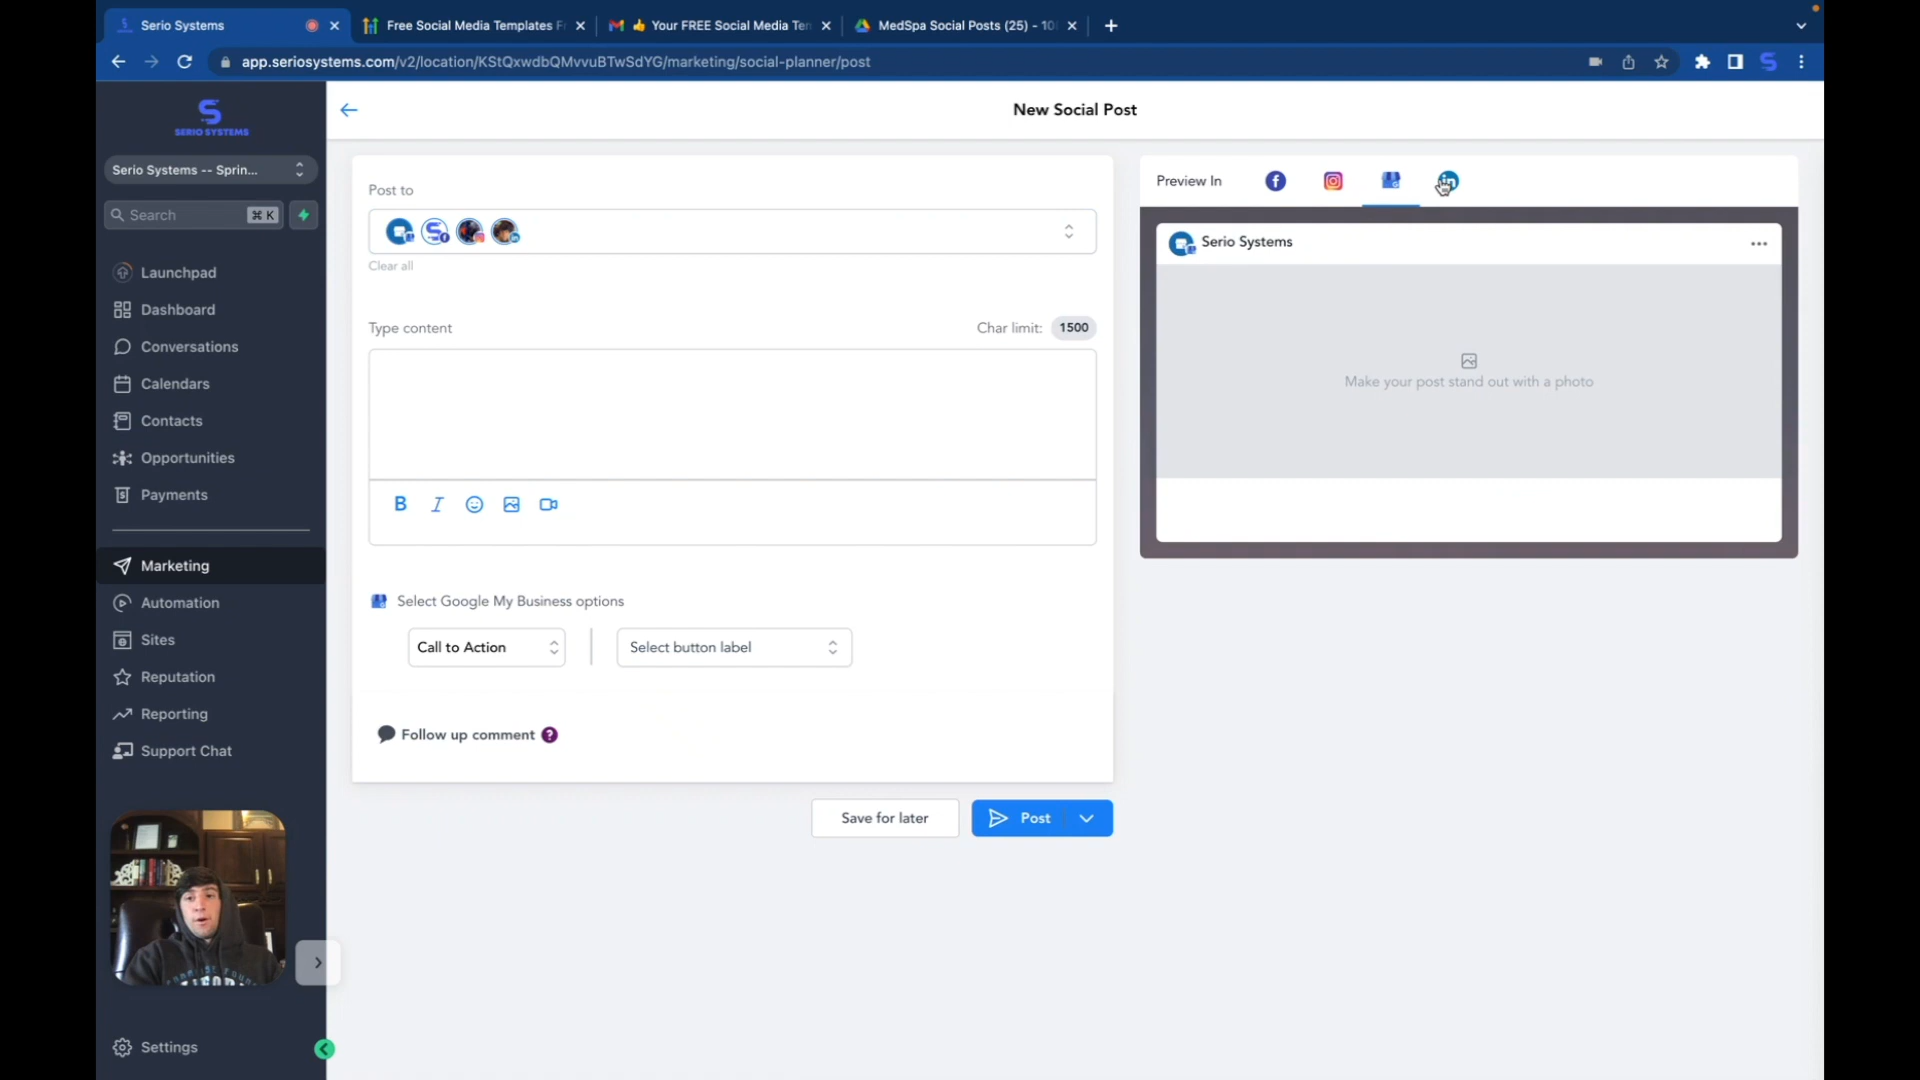 Serio Systems
Free Social Media Templates F
Your FREE Social Media Ten
MedSpa Social Posts (25) - 10
app.seriosystems.com/v2/location/KStQxwdbQMvvuBTwSdYG/marketing/social-planner/post
SERIO SYSTEMS
Serio Systems -- Sprin...
Search
⌘ K
Launchpad
Dashboard
Conversations
Calendars
Contacts
Opportunities
Payments
Marketing
Automation
Sites
Reputation
Reporting
Support Chat
Settings
New Social Post
Post to
Clear all
Type content
Char limit: 1500
B I
Select Google My Business options
Call to Action
Select button label
Follow up comment ?
Save for later
Post
Preview In
Serio Systems
Make your post stand out with a photo